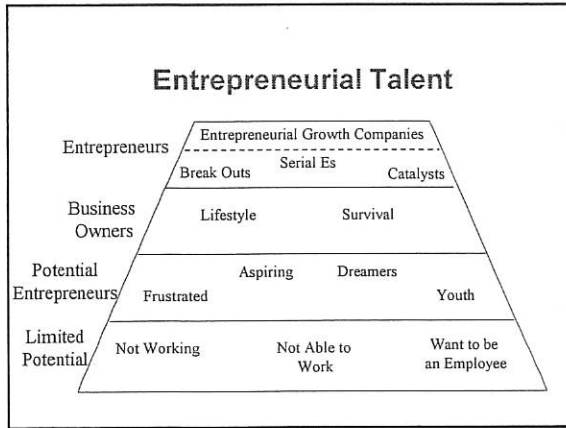 Entrepreneurial Talent
Entrepreneurs
Entrepreneurial Growth Companies
Break Outs
Serial Es
Catalysts
Business
Owners
Lifestyle
Survival
Potential
Entrepreneurs
Frustrated
Aspiring
Dreamers
Youth
Limited
Potential
Not Working
Not Able to
Work
Want to be
an Employee